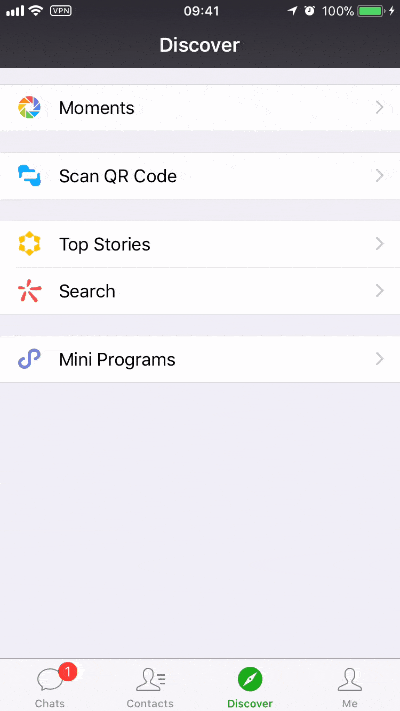 VPN 09:41 100%
Discover
Moments
Scan QR Code
Top Stories
Search
Mini Programs
1
Chats Contacts Discover Me